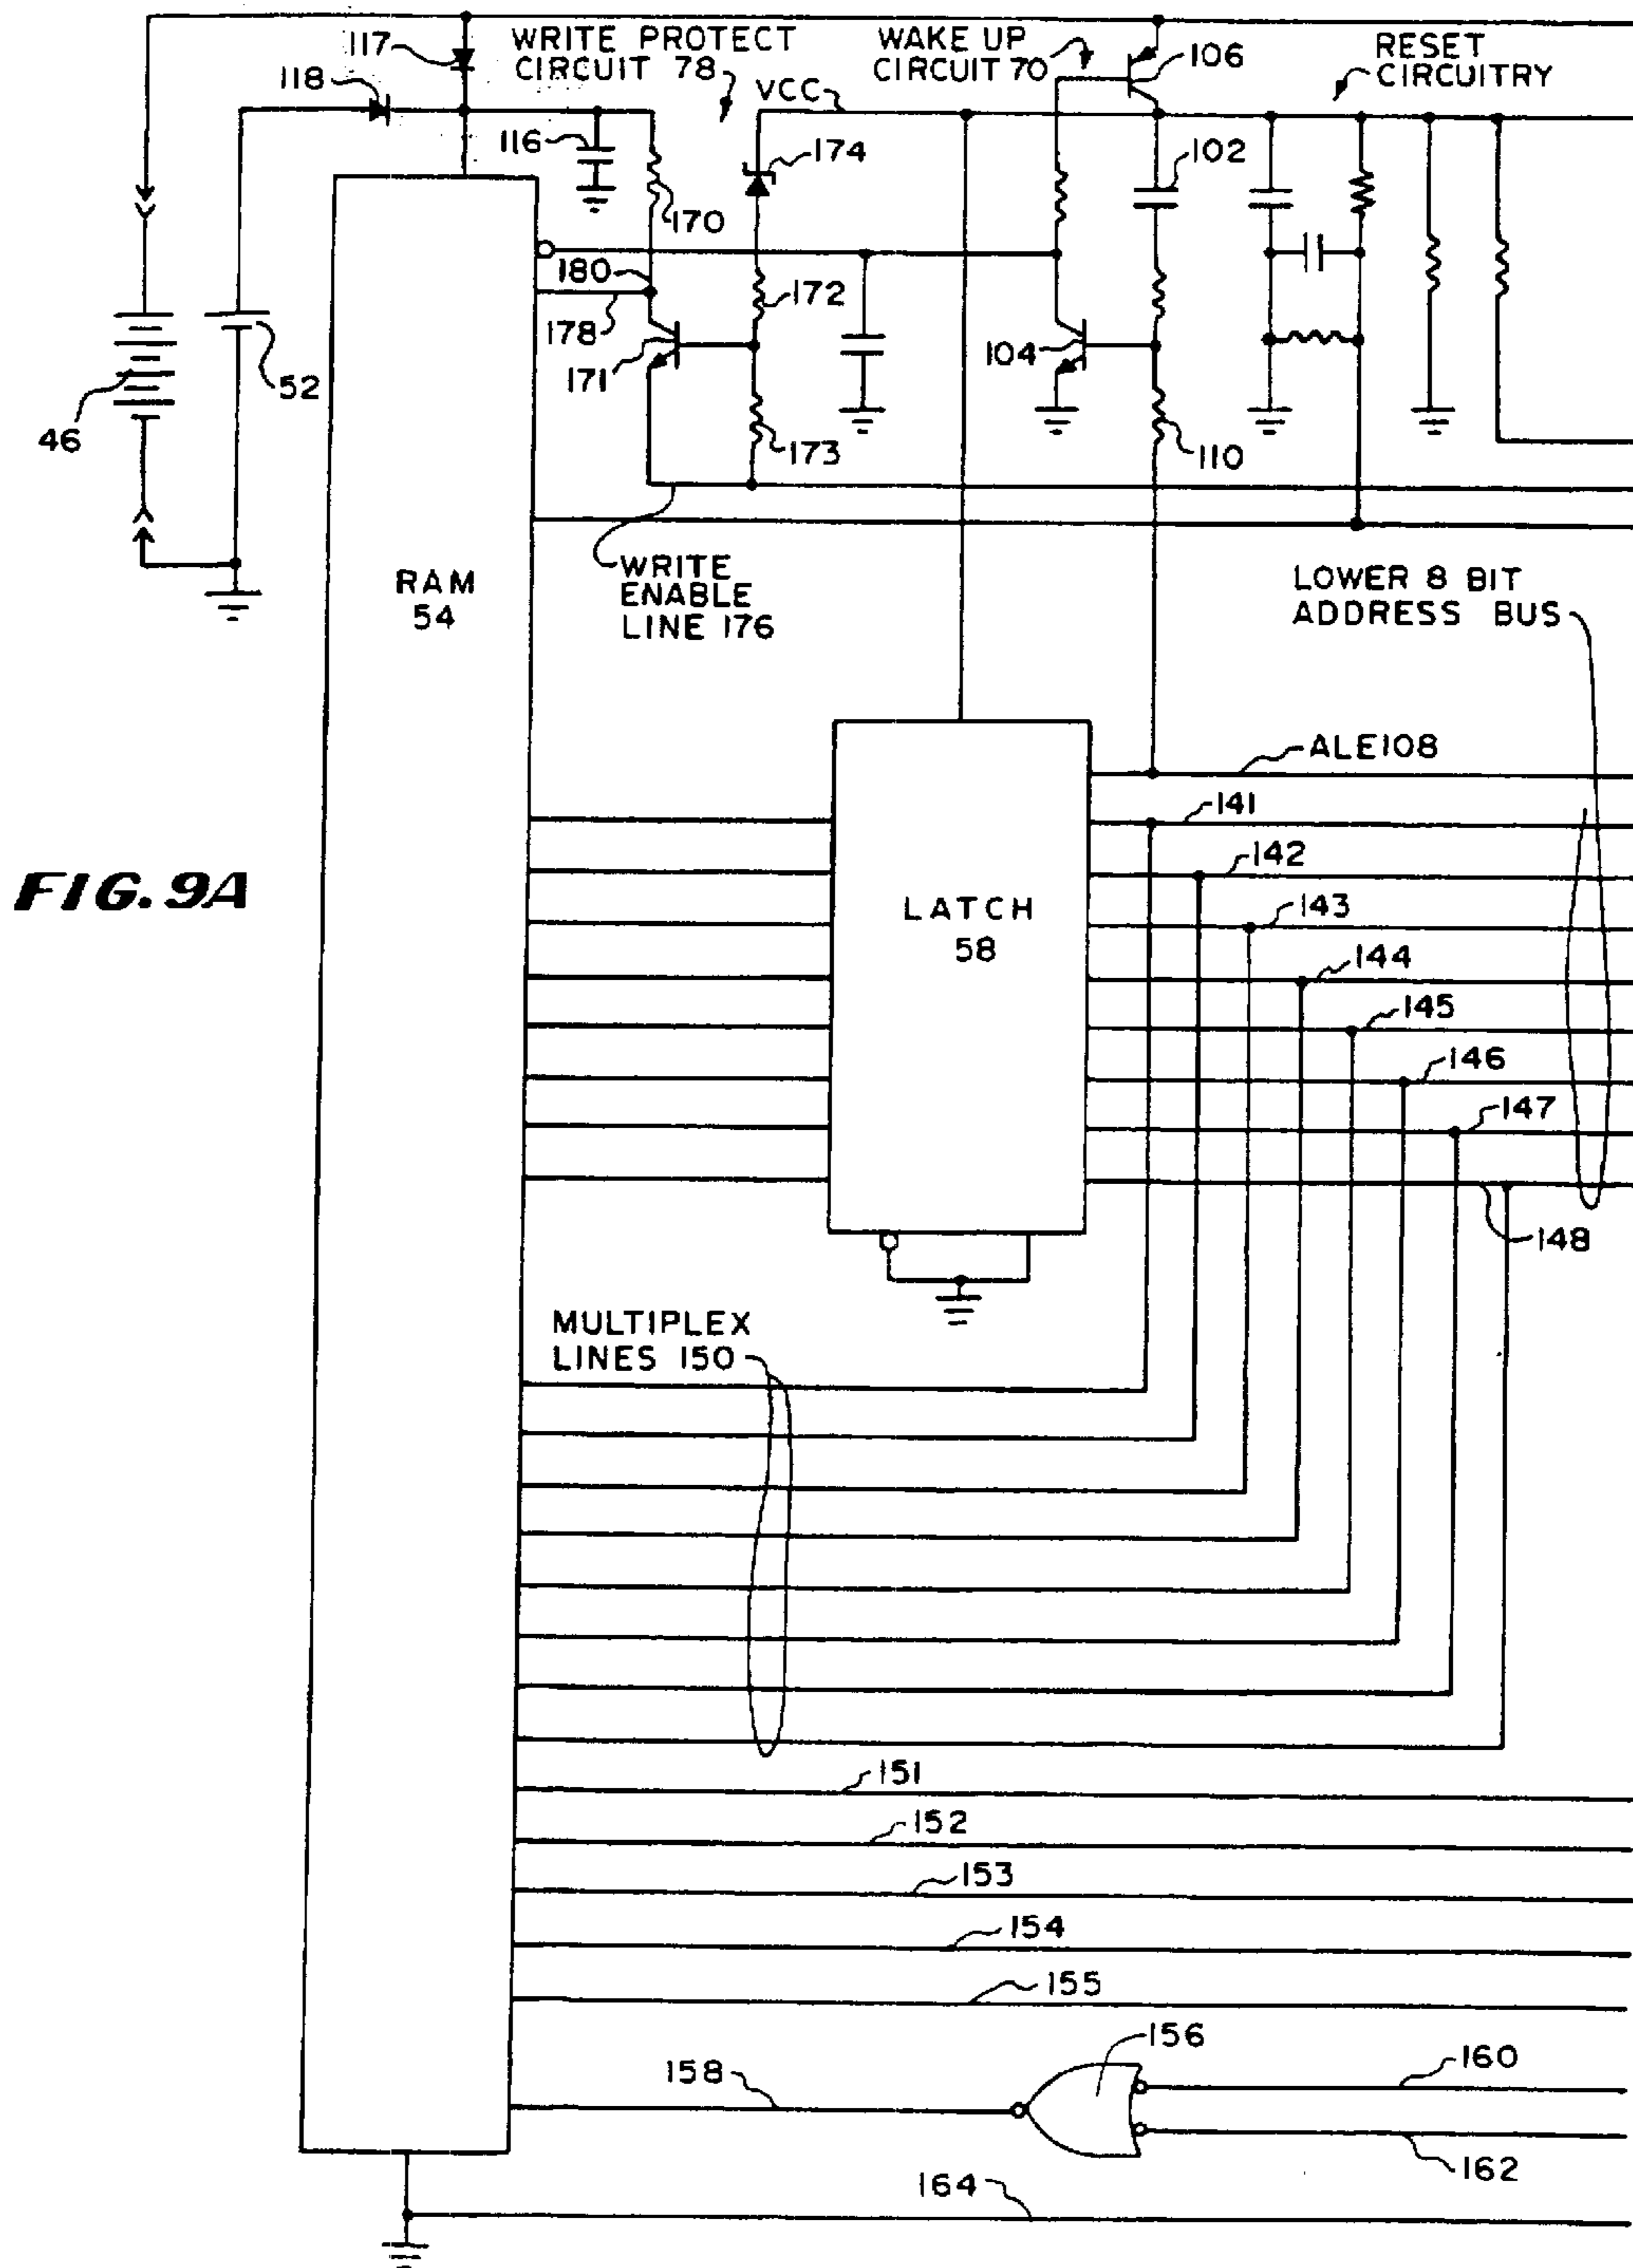 117
WRITE PROTECT
CIRCUIT 78
WAKE UP
CIRCUIT 70
106
RESET
CIRCUITRY
118
VCC
116
174
102
170
180
172
178
104
171
52
46
173
110
WRITE
ENABLE
LINE 176
RAM
54
LOWER 8 BIT
ADDRESS BUS
ALE108
141
142
FIG. 9A
LATCH
58
143
144
145
146
147
148
MULTIPLEX
LINES 150
151
152
153
154
155
156
158
160
162
164